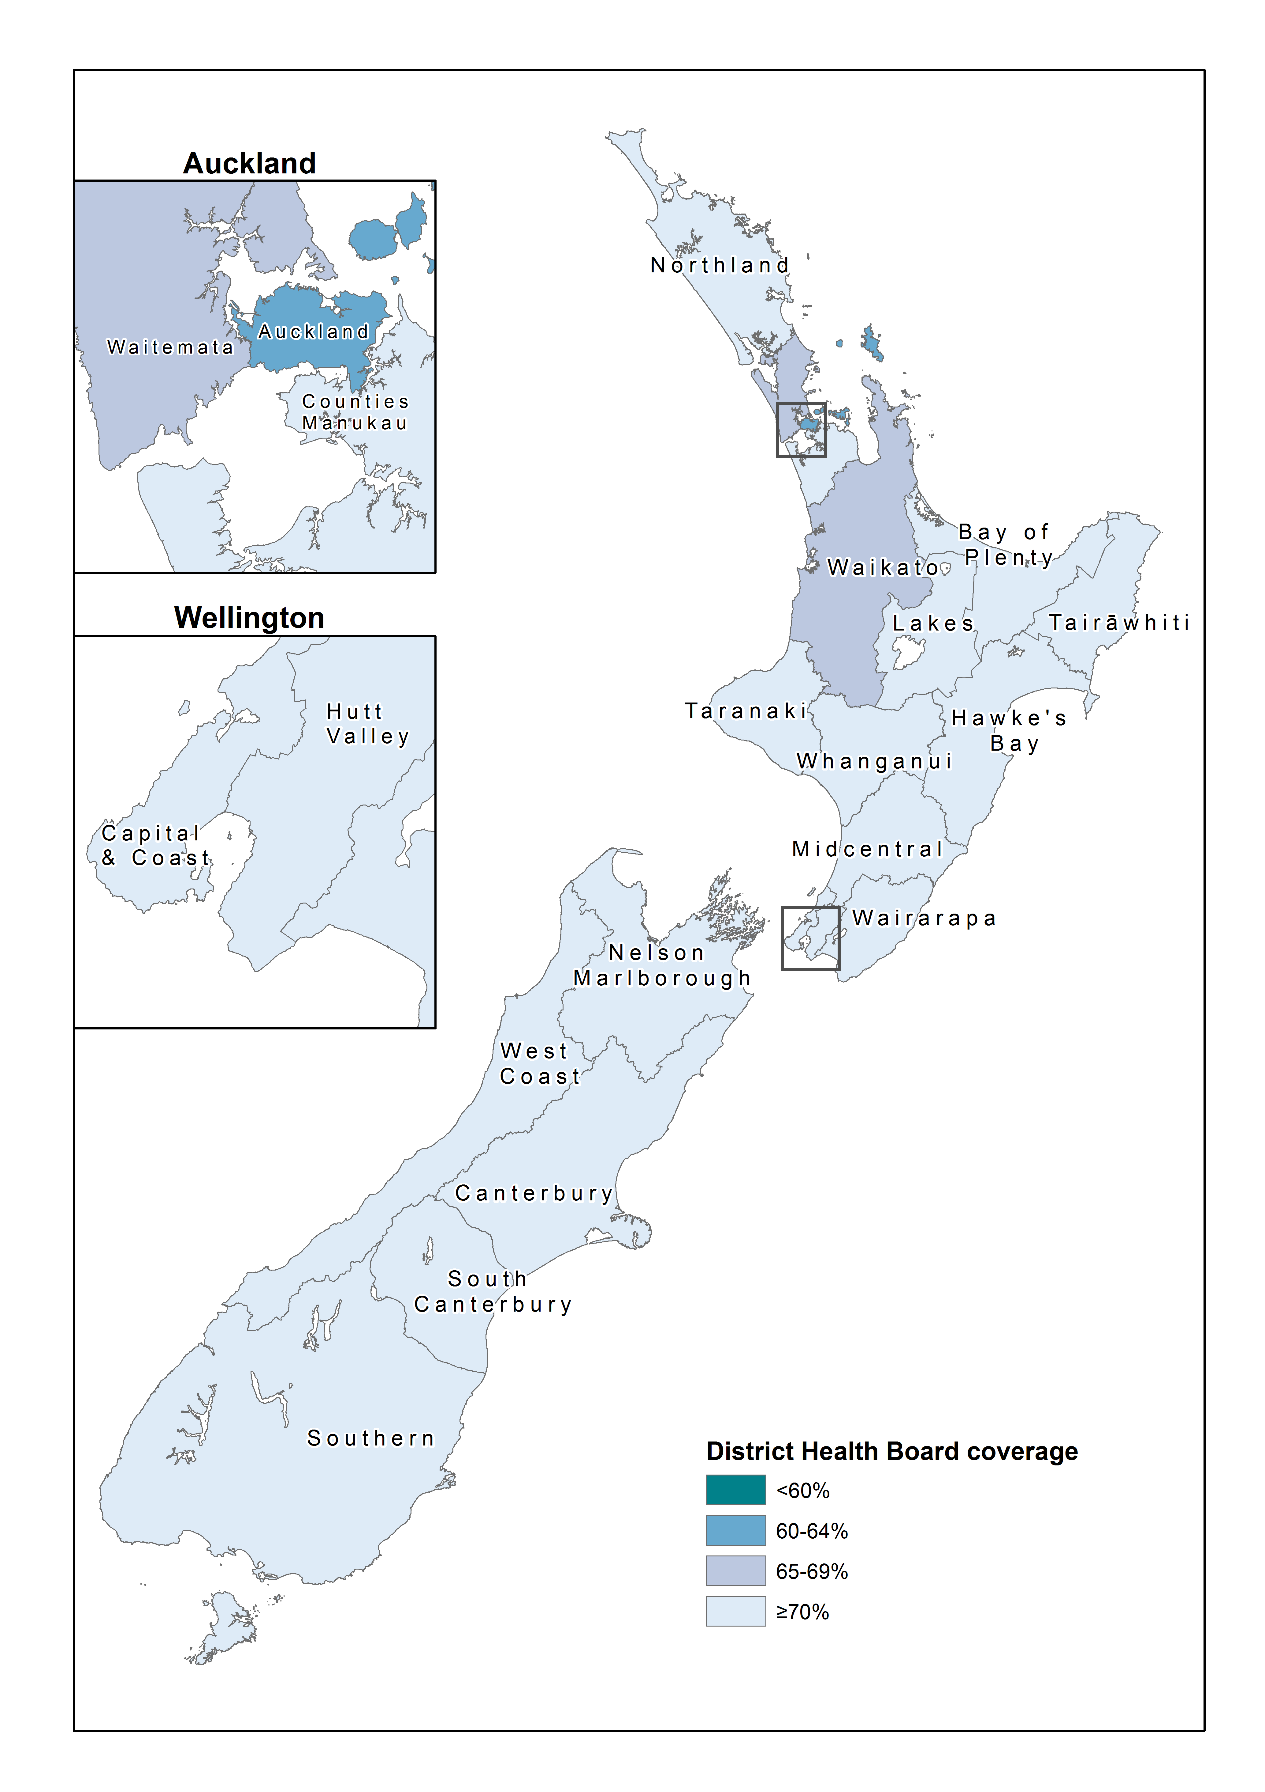 Auckland
Waitemata
Auckland
Counties
Manukau
Wellington
Hutt
Valley
Capital
& Coast
Northland
Bay of
Plenty
Waikato
Lakes
Tairāwhiti
Taranaki
Hawke's
Bay
Whanganui
Midcentral
Wairarapa
Nelson
Marlborough
West
Coast
Canterbury
South
Canterbury
Southern
District Health Board coverage
<60%
60-64%
65-69%
≥70%